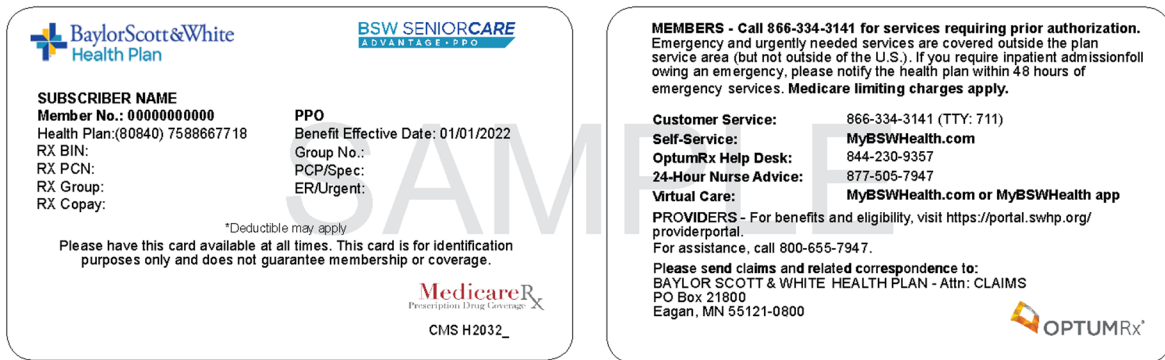 BaylorScott&White
Health Plan
BSW SENIORCARE
ADVANTAGE • PPO
SUBSCRIBER NAME
Member No.: 00000000000
Health Plan:(80840) 7588667718
RX BIN:
RX PCN:
RX Group:
RX Copay:
PPO
Benefit Effective Date: 01/01/2022
Group No.:
PCP/Spec:
ER/Urgent:
*Deductible may apply
Please have this card available at all times. This card is for identification
purposes only and does not guarantee membership or coverage.
MedicareRx
Prescription Drug Coverage
CMS H2032_
SAMPLE
MEMBERS - Call 866-334-3141 for services requiring prior authorization.
Emergency and urgently needed services are covered outside the plan
service area (but not outside of the U.S.). If you require inpatient admissionfoll
owing an emergency, please notify the health plan within 48 hours of
emergency services. Medicare limiting charges apply.
Customer Service: 866-334-3141 (TTY: 711)
Self-Service: MyBSWHealth.com
OptumRx Help Desk: 844-230-9357
24-Hour Nurse Advice: 877-505-7947
Virtual Care: MyBSWHealth.com or MyBSWHealth app
PROVIDERS - For benefits and eligibility, visit https://portal.swhp.org/
providerportal.
For assistance, call 800-655-7947.
Please send claims and related correspondence to:
BAYLOR SCOTT & WHITE HEALTH PLAN - Attn: CLAIMS
PO Box 21800
Eagan, MN 55121-0800
OPTUMRx®